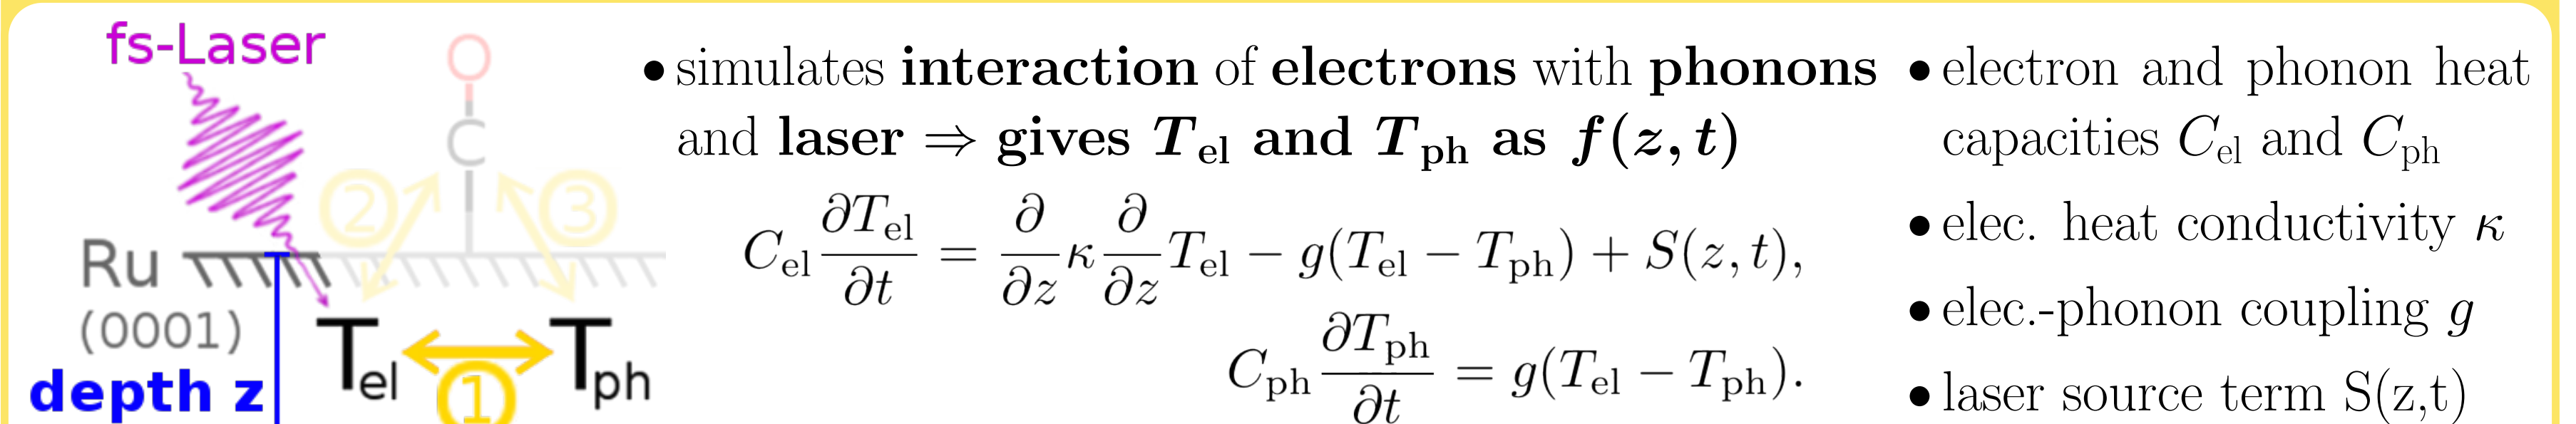 fs-Laser
O
C
② ③
Ru
(0001)
depth z
T_el ① T_ph
• simulates interaction of electrons with phonons
and laser ⇒ gives T_el and T_ph as f(z, t)
C_el ∂T_el/∂t = ∂/∂z κ ∂/∂z T_el − g(T_el − T_ph) + S(z, t),
C_ph ∂T_ph/∂t = g(T_el − T_ph).
• electron and phonon heat
capacities C_el and C_ph
• elec. heat conductivity κ
• elec.-phonon coupling g
• laser source term S(z,t)